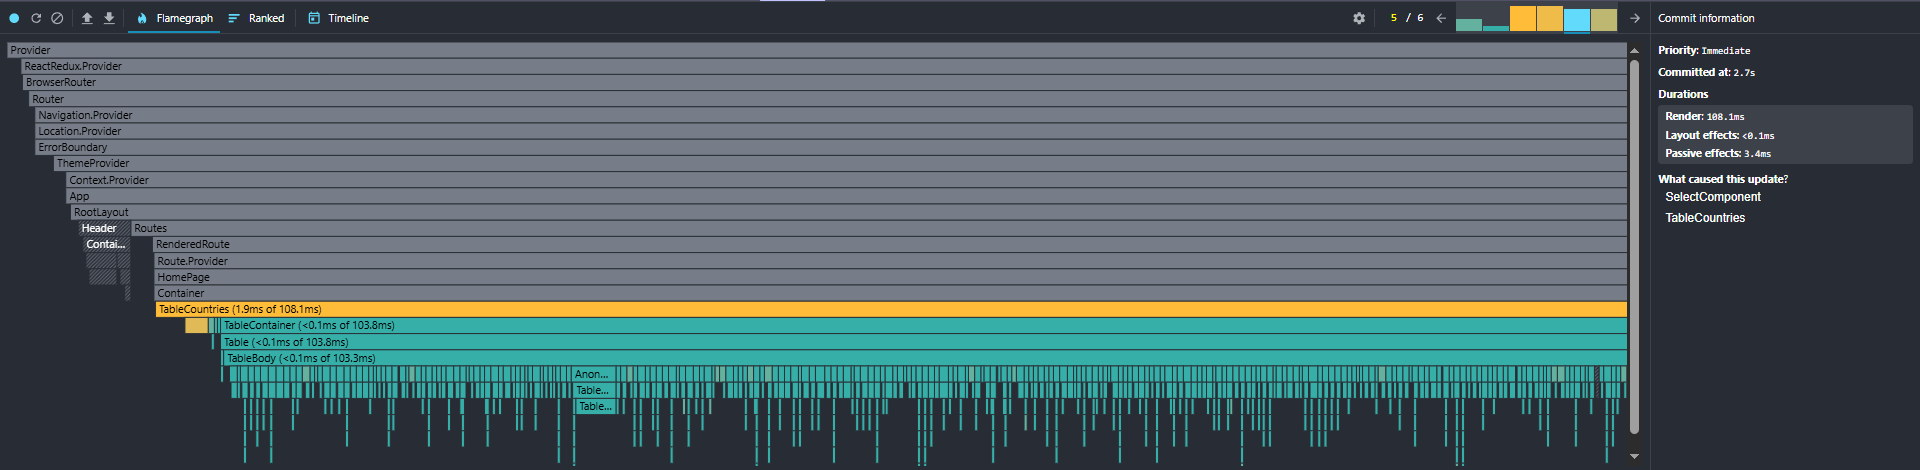 Flamegraph Ranked Timeline 5 / 6 Commit information
Provider
ReactRedux.Provider
BrowserRouter
Router
Navigation.Provider
Location.Provider
ErrorBoundary
ThemeProvider
Context.Provider
App
RootLayout
Header Routes
Contai... RenderedRoute
Route.Provider
HomePage
Container
TableCountries (1.9ms of 108.1ms)
TableContainer (<0.1ms of 103.8ms)
Table (<0.1ms of 103.8ms)
TableBody (<0.1ms of 103.3ms)
Anon...
Table...
Table...
Priority: Immediate
Committed at: 2.7s
Durations
Render: 108.1ms
Layout effects: <0.1ms
Passive effects: 3.4ms
What caused this update?
SelectComponent
TableCountries